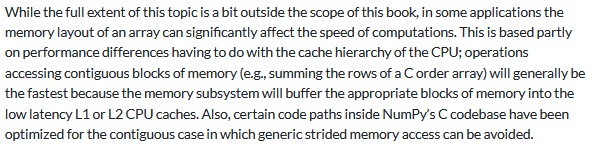 While the full extent of this topic is a bit outside the scope of this book, in some applications the
memory layout of an array can significantly affect the speed of computations. This is based partly
on performance differences having to do with the cache hierarchy of the CPU; operations
accessing contiguous blocks of memory (e.g., summing the rows of a C order array) will generally be
the fastest because the memory subsystem will buffer the appropriate blocks of memory into the
low latency L1 or L2 CPU caches. Also, certain code paths inside NumPy's C codebase have been
optimized for the contiguous case in which generic strided memory access can be avoided.